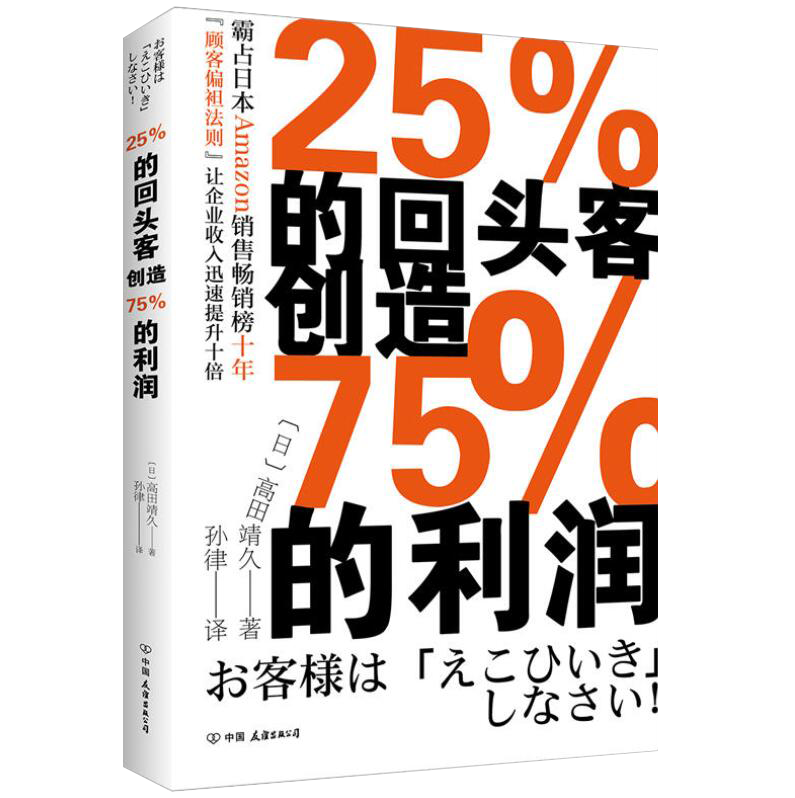 25%
的回头客
创造
75%
的利润
霸占日本Amazon销售畅销榜十年
『顾客偏袒法则』让企业收入迅速提升十倍
〔日〕高田靖久——著
孙律——译
お客様は「えこひいき」
しなさい!
中国友谊出版公司
お客様は
「えこひいき」
しなさい!
25%
的回头客
创造
75%
的利润
〔日〕高田靖久——著
孙律——译
中国友谊出版公司